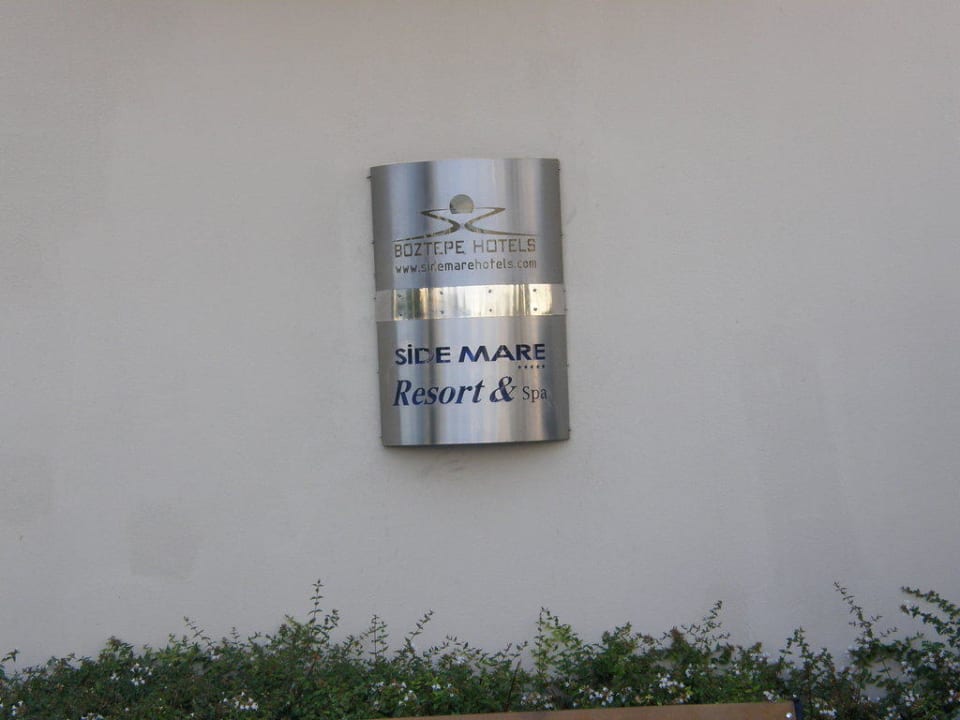 BOZTEPE HOTELS
www.sidemarehotels.com
SİDE MARE
*****
Resort & Spa